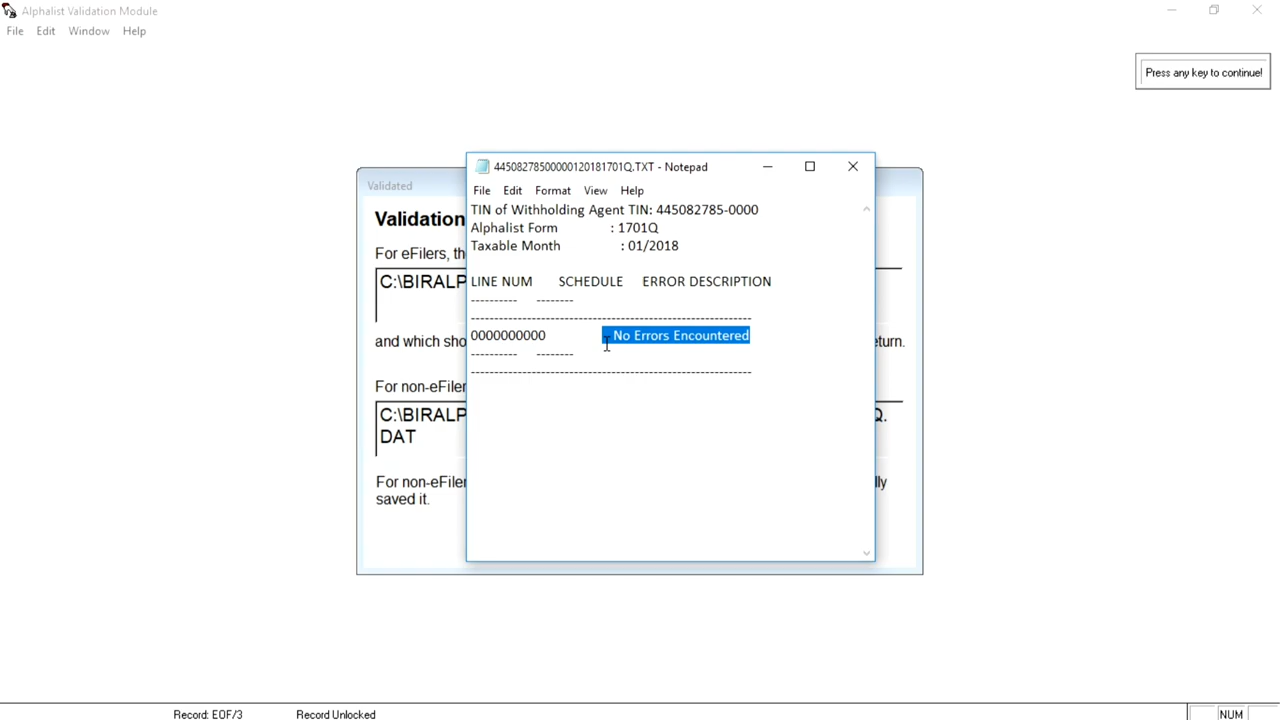 Alphalist Validation Module
File Edit Window Help
Press any key to continue!
Validated
Validation
For eFilers, the
C:\BIRALP
and which sho
eturn.
For non-eFiler
C:\BIRALP
Q.
DAT
For non-eFiler
lly
saved it.
44508278500000120181701Q.TXT - Notepad
File Edit Format View Help
TIN of Withholding Agent TIN: 445082785-0000
Alphalist Form : 1701Q
Taxable Month : 01/2018
LINE NUM SCHEDULE ERROR DESCRIPTION
---------- --------
-------------------------------------------------------------
0000000000 - No Errors Encountered
---------- --------
-------------------------------------------------------------
Record: EOF/3 Record Unlocked NUM